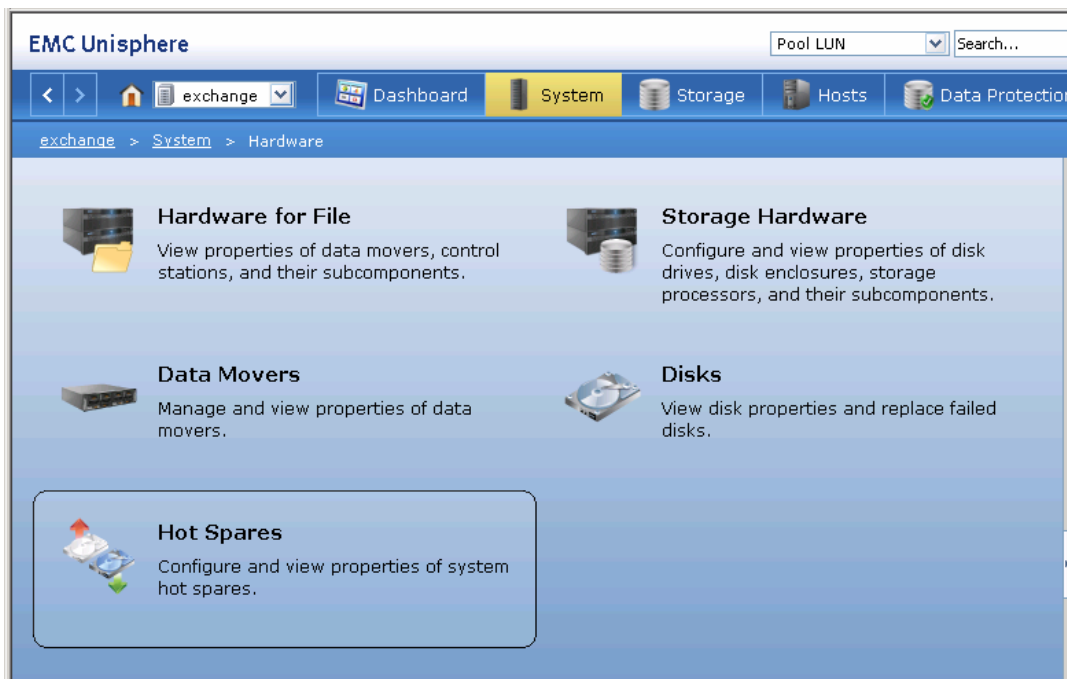 EMC Unisphere
Pool LUN
Search...
exchange
Dashboard
System
Storage
Hosts
Data Protection
exchange > System > Hardware
Hardware for File
View properties of data movers, control
stations, and their subcomponents.
Storage Hardware
Configure and view properties of disk
drives, disk enclosures, storage
processors, and their subcomponents.
Data Movers
Manage and view properties of data
movers.
Disks
View disk properties and replace failed
disks.
Hot Spares
Configure and view properties of system
hot spares.